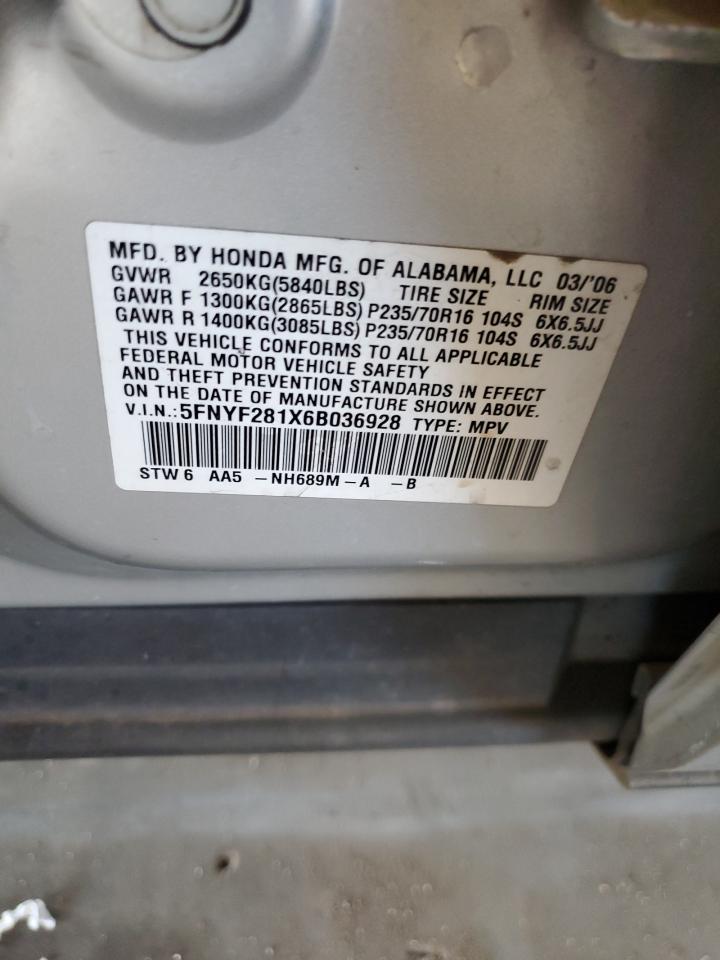 MFD. BY HONDA MFG. OF ALABAMA, LLC 03/'06
GVWR 2650KG(5840LBS) TIRE SIZE RIM SIZE
GAWR F 1300KG(2865LBS) P235/70R16 104S 6X6.5JJ
GAWR R 1400KG(3085LBS) P235/70R16 104S 6X6.5JJ
THIS VEHICLE CONFORMS TO ALL APPLICABLE
FEDERAL MOTOR VEHICLE SAFETY
AND THEFT PREVENTION STANDARDS IN EFFECT
ON THE DATE OF MANUFACTURE SHOWN ABOVE.
V.I.N.:5FNYF281X6B036928 TYPE: MPV
STW 6 AA5 -NH689M-A -B